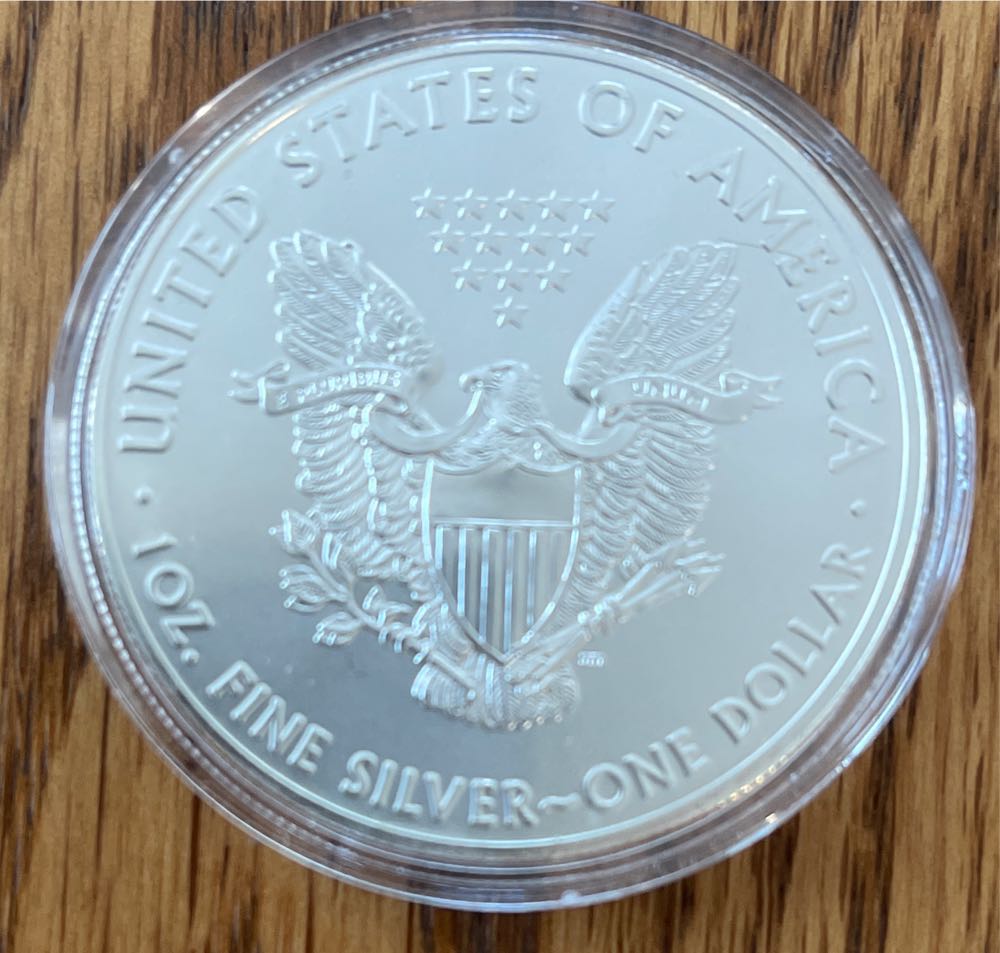 UNITED STATES OF AMERICA
E PLURIBUS UNUM
· 1 OZ. FINE SILVER~ONE DOLLAR ·